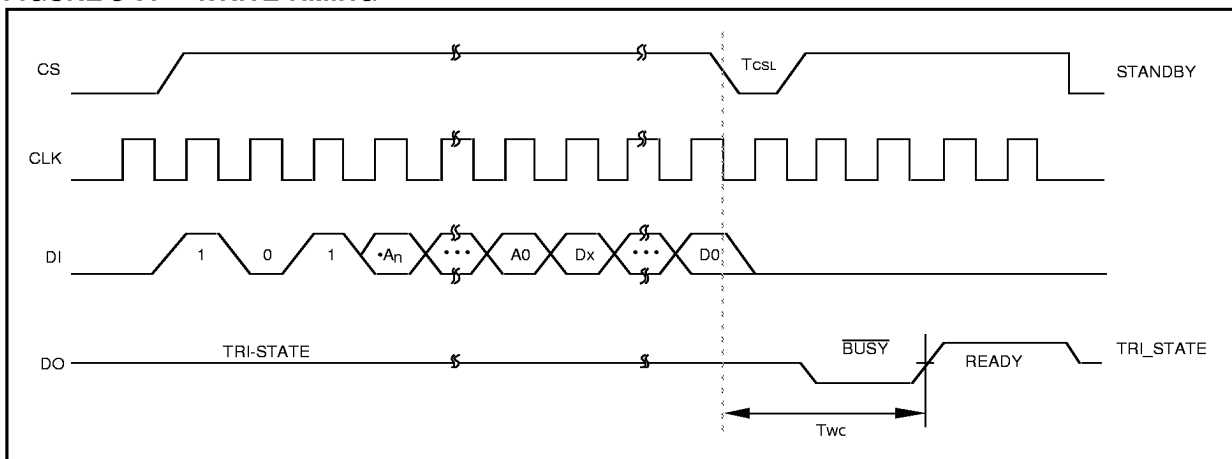 CS
TCSL
STANDBY
CLK
DI
1 0 1 •An ••• A0 Dx ••• D0
DO
TRI-STATE
BUSY
READY
TRI_STATE
Twc